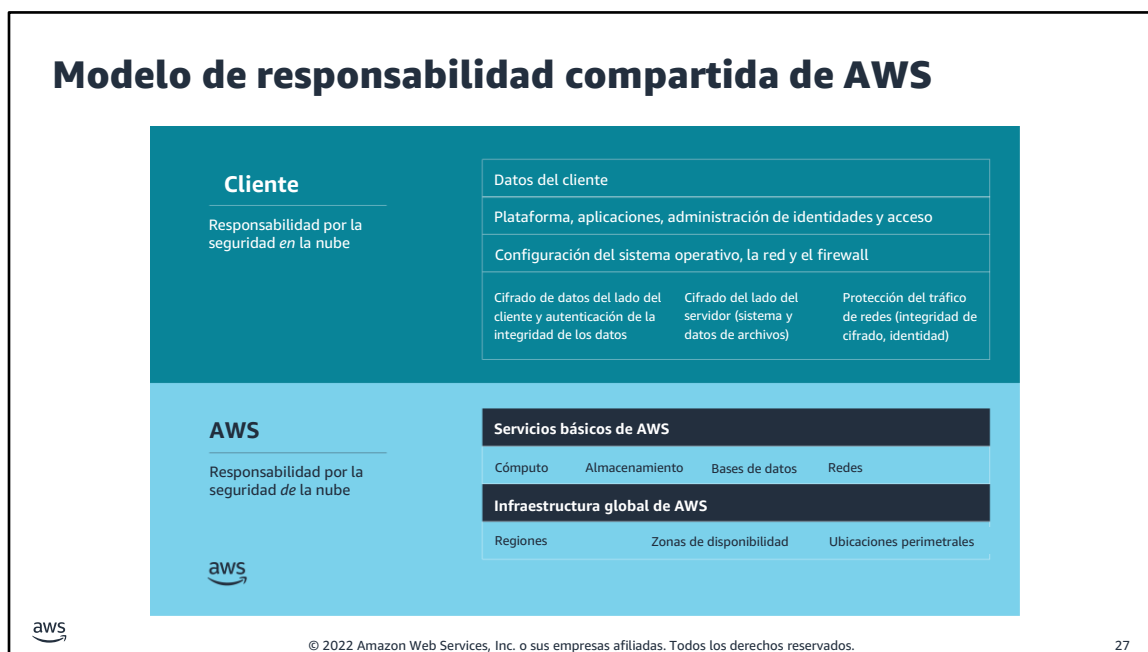 Modelo de responsabilidad compartida de AWS
Cliente
Responsabilidad por la
seguridad en la nube
Datos del cliente
Plataforma, aplicaciones, administración de identidades y acceso
Configuración del sistema operativo, la red y el firewall
Cifrado de datos del lado del
cliente y autenticación de la
integridad de los datos
Cifrado del lado del
servidor (sistema y
datos de archivos)
Protección del tráfico
de redes (integridad de
cifrado, identidad)
AWS
Responsabilidad por la
seguridad de la nube
aws
Servicios básicos de AWS
Cómputo Almacenamiento Bases de datos Redes
Infraestructura global de AWS
Regiones Zonas de disponibilidad Ubicaciones perimetrales
aws
© 2022 Amazon Web Services, Inc. o sus empresas afiliadas. Todos los derechos reservados.
27